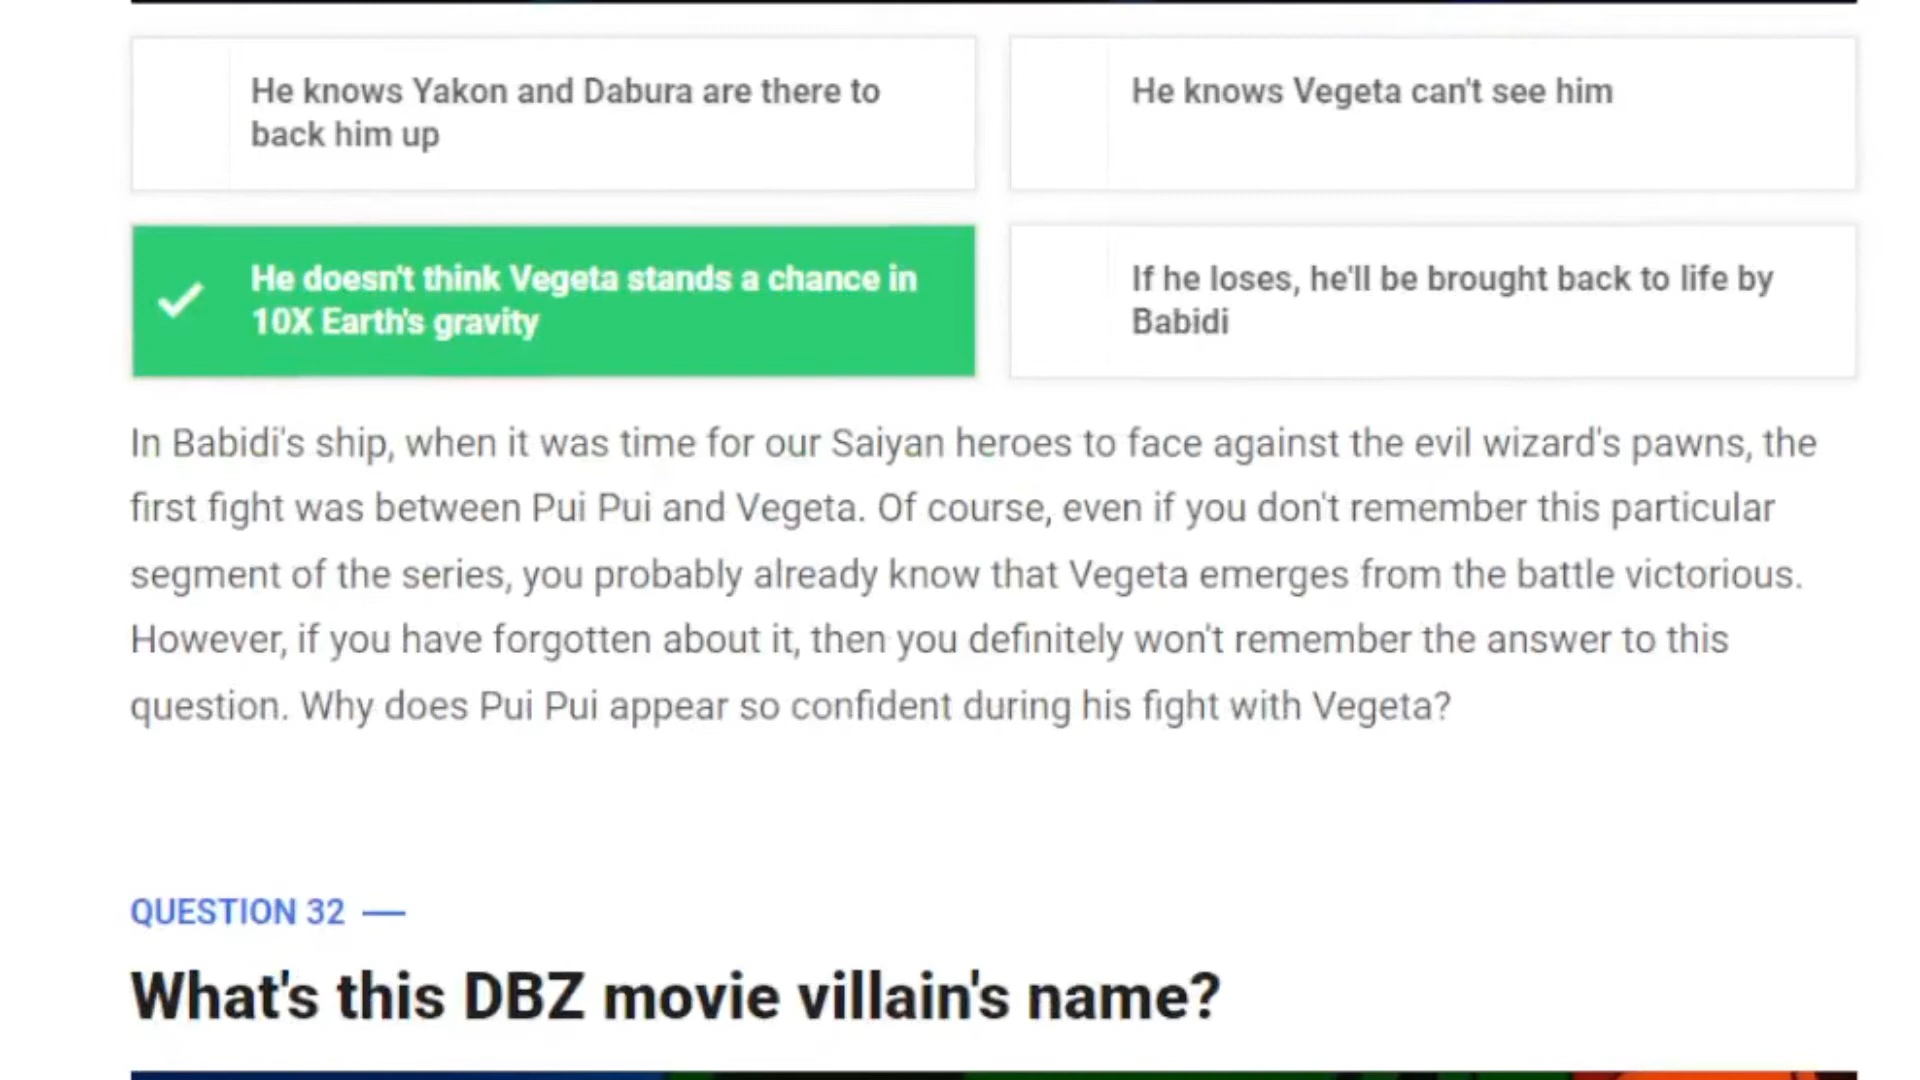 He knows Yakon and Dabura are there to
back him up
He knows Vegeta can't see him
He doesn't think Vegeta stands a chance in
10X Earth's gravity
If he loses, he'll be brought back to life by
Babidi
In Babidi's ship, when it was time for our Saiyan heroes to face against the evil wizard's pawns, the
first fight was between Pui Pui and Vegeta. Of course, even if you don't remember this particular
segment of the series, you probably already know that Vegeta emerges from the battle victorious.
However, if you have forgotten about it, then you definitely won't remember the answer to this
question. Why does Pui Pui appear so confident during his fight with Vegeta?
QUESTION 32 —
What's this DBZ movie villain's name?